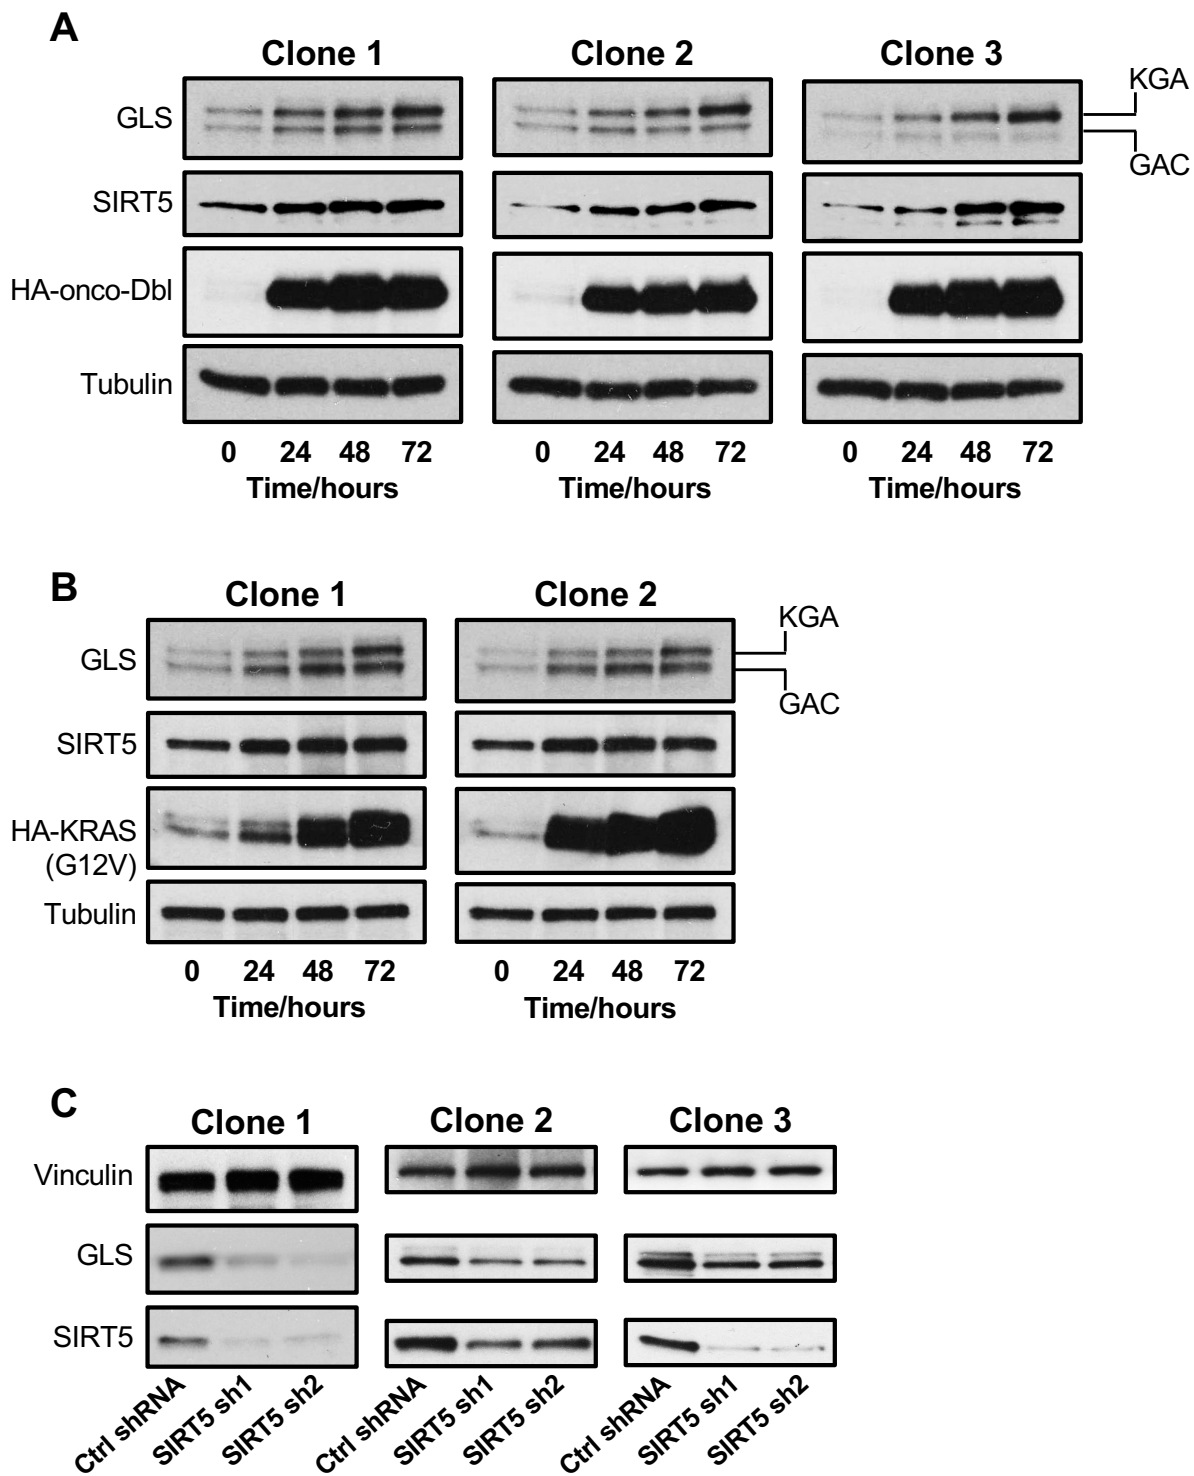 A
Clone 1
Clone 2
Clone 3
GLS
KGA
GAC
SIRT5
HA-onco-Dbl
Tubulin
0 24 48 72
0 24 48 72
0 24 48 72
Time/hours
Time/hours
Time/hours
B
Clone 1
Clone 2
GLS
KGA
GAC
SIRT5
HA-KRAS
(G12V)
Tubulin
0 24 48 72
0 24 48 72
Time/hours
Time/hours
C
Clone 1
Clone 2
Clone 3
Vinculin
GLS
SIRT5
Ctrl shRNA
SIRT5 sh1
SIRT5 sh2
Ctrl shRNA
SIRT5 sh1
SIRT5 sh2
Ctrl shRNA
SIRT5 sh1
SIRT5 sh2